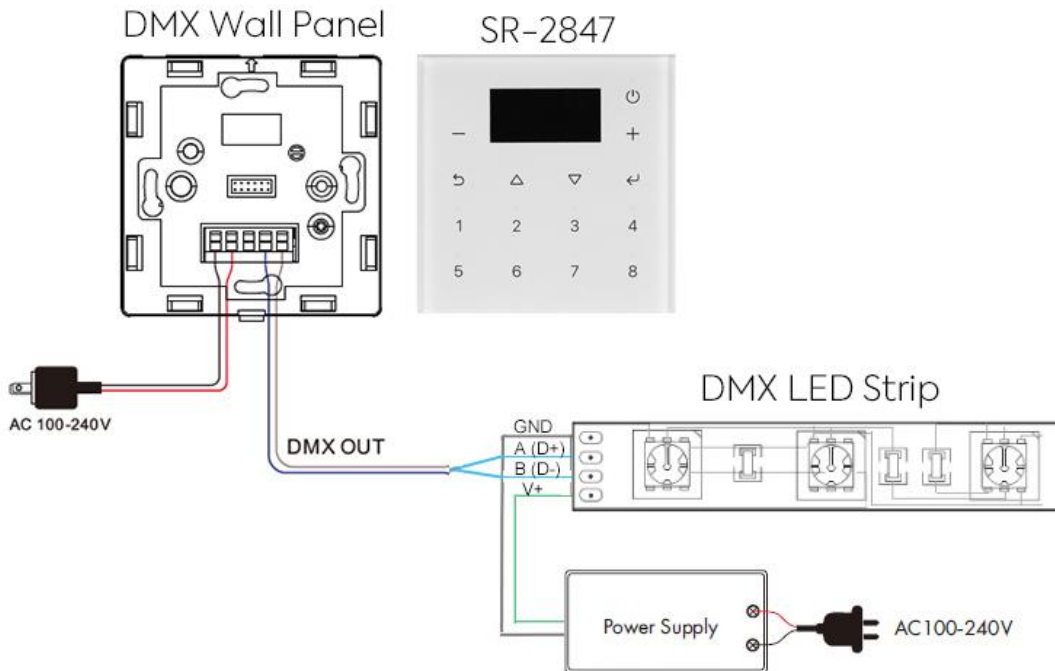 DMX Wall Panel
SR-2847
− +
1 2 3 4
5 6 7 8
AC 100-240V
DMX OUT
DMX LED Strip
GND
A (D+)
B (D-)
V+
Power Supply
AC100-240V